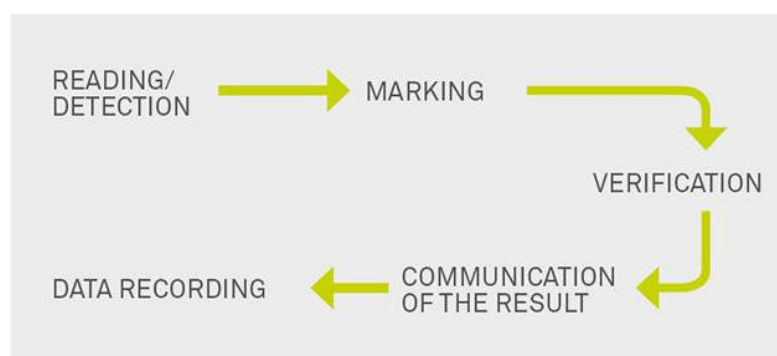 READING/
DETECTION
MARKING
VERIFICATION
COMMUNICATION
OF THE RESULT
DATA RECORDING